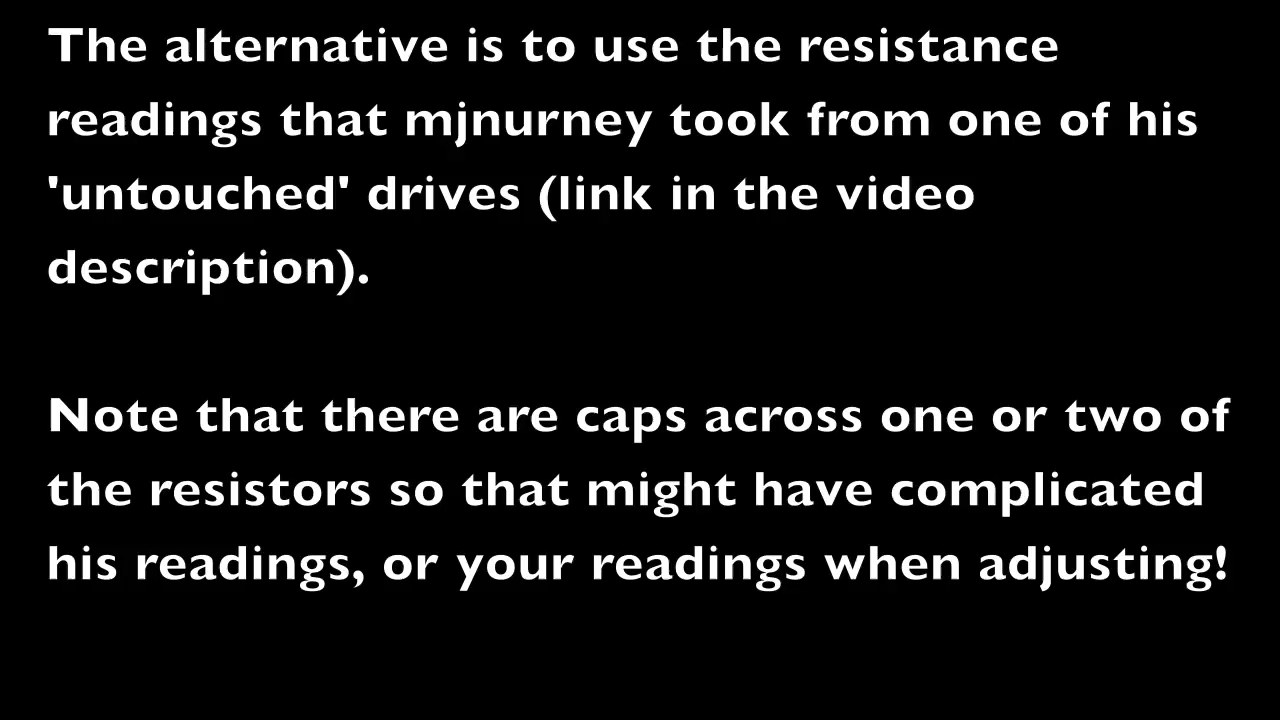 The alternative is to use the resistance
readings that mjnurney took from one of his
'untouched' drives (link in the video
description).
Note that there are caps across one or two of
the resistors so that might have complicated
his readings, or your readings when adjusting!